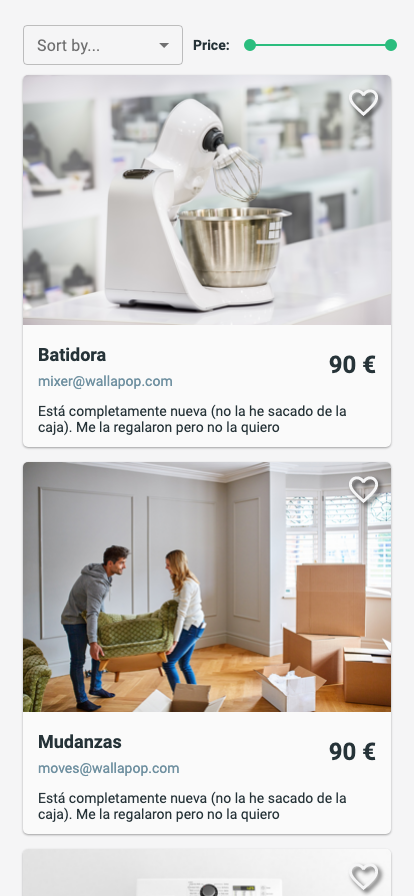 Sort by...
Price:
Batidora
90 €
mixer@wallapop.com
Está completamente nueva (no la he sacado de la
caja). Me la regalaron pero no la quiero
Mudanzas
90 €
moves@wallapop.com
Está completamente nueva (no la he sacado de la
caja). Me la regalaron pero no la quiero